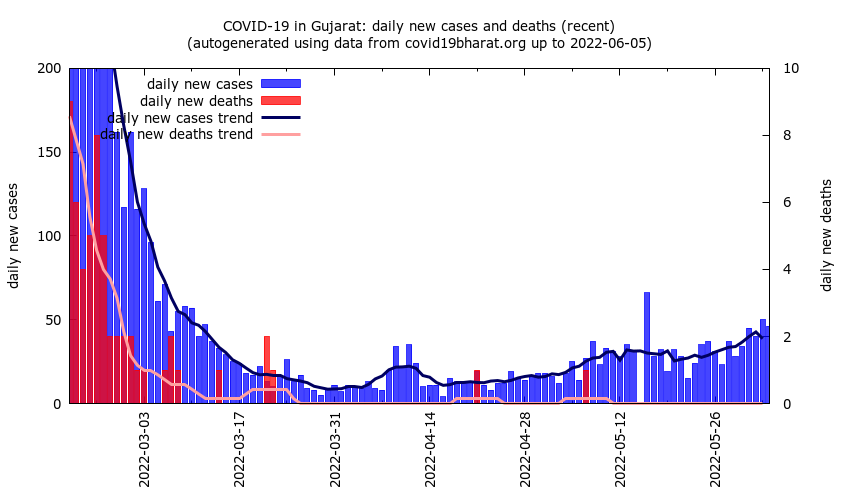 COVID-19 in Gujarat: daily new cases and deaths (recent)
(autogenerated using data from covid19bharat.org up to 2022-06-05)
200
150
100
50
0
10
8
6
4
2
0
daily new cases
daily new deaths
daily new cases trend
daily new deaths trend
daily new cases
daily new deaths
2022-03-03
2022-03-17
2022-03-31
2022-04-14
2022-04-28
2022-05-12
2022-05-26